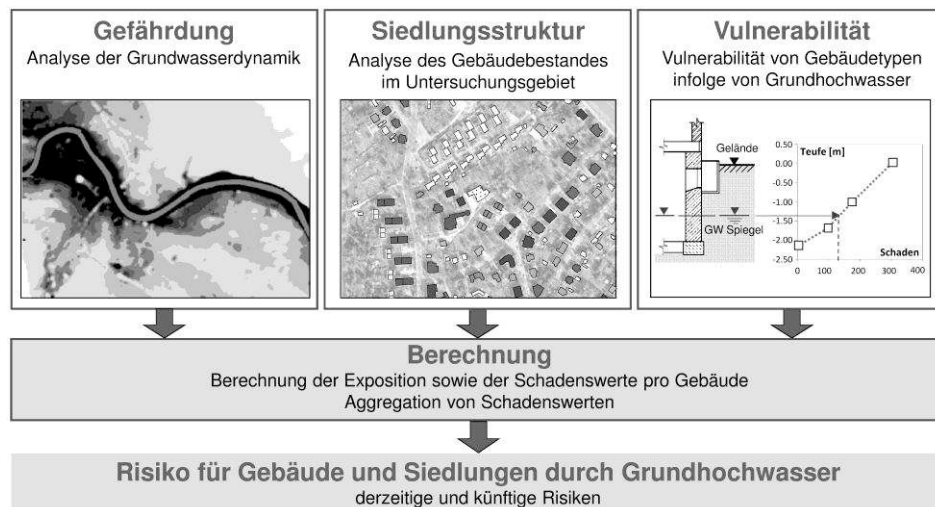 Gefährdung
Analyse der Grundwasserdynamik
Siedlungsstruktur
Analyse des Gebäudebestandes
im Untersuchungsgebiet
Vulnerabilität
Vulnerabilität von Gebäudetypen
infolge von Grundhochwasser
Gelände
GW Spiegel
Teufe [m]
0.50
0.00
-0.50
-1.00
-1.50
-2.00
-2.50
Schaden
0 100 200 300 400
Berechnung
Berechnung der Exposition sowie der Schadenswerte pro Gebäude
Aggregation von Schadenswerten
Risiko für Gebäude und Siedlungen durch Grundhochwasser
derzeitige und künftige Risiken